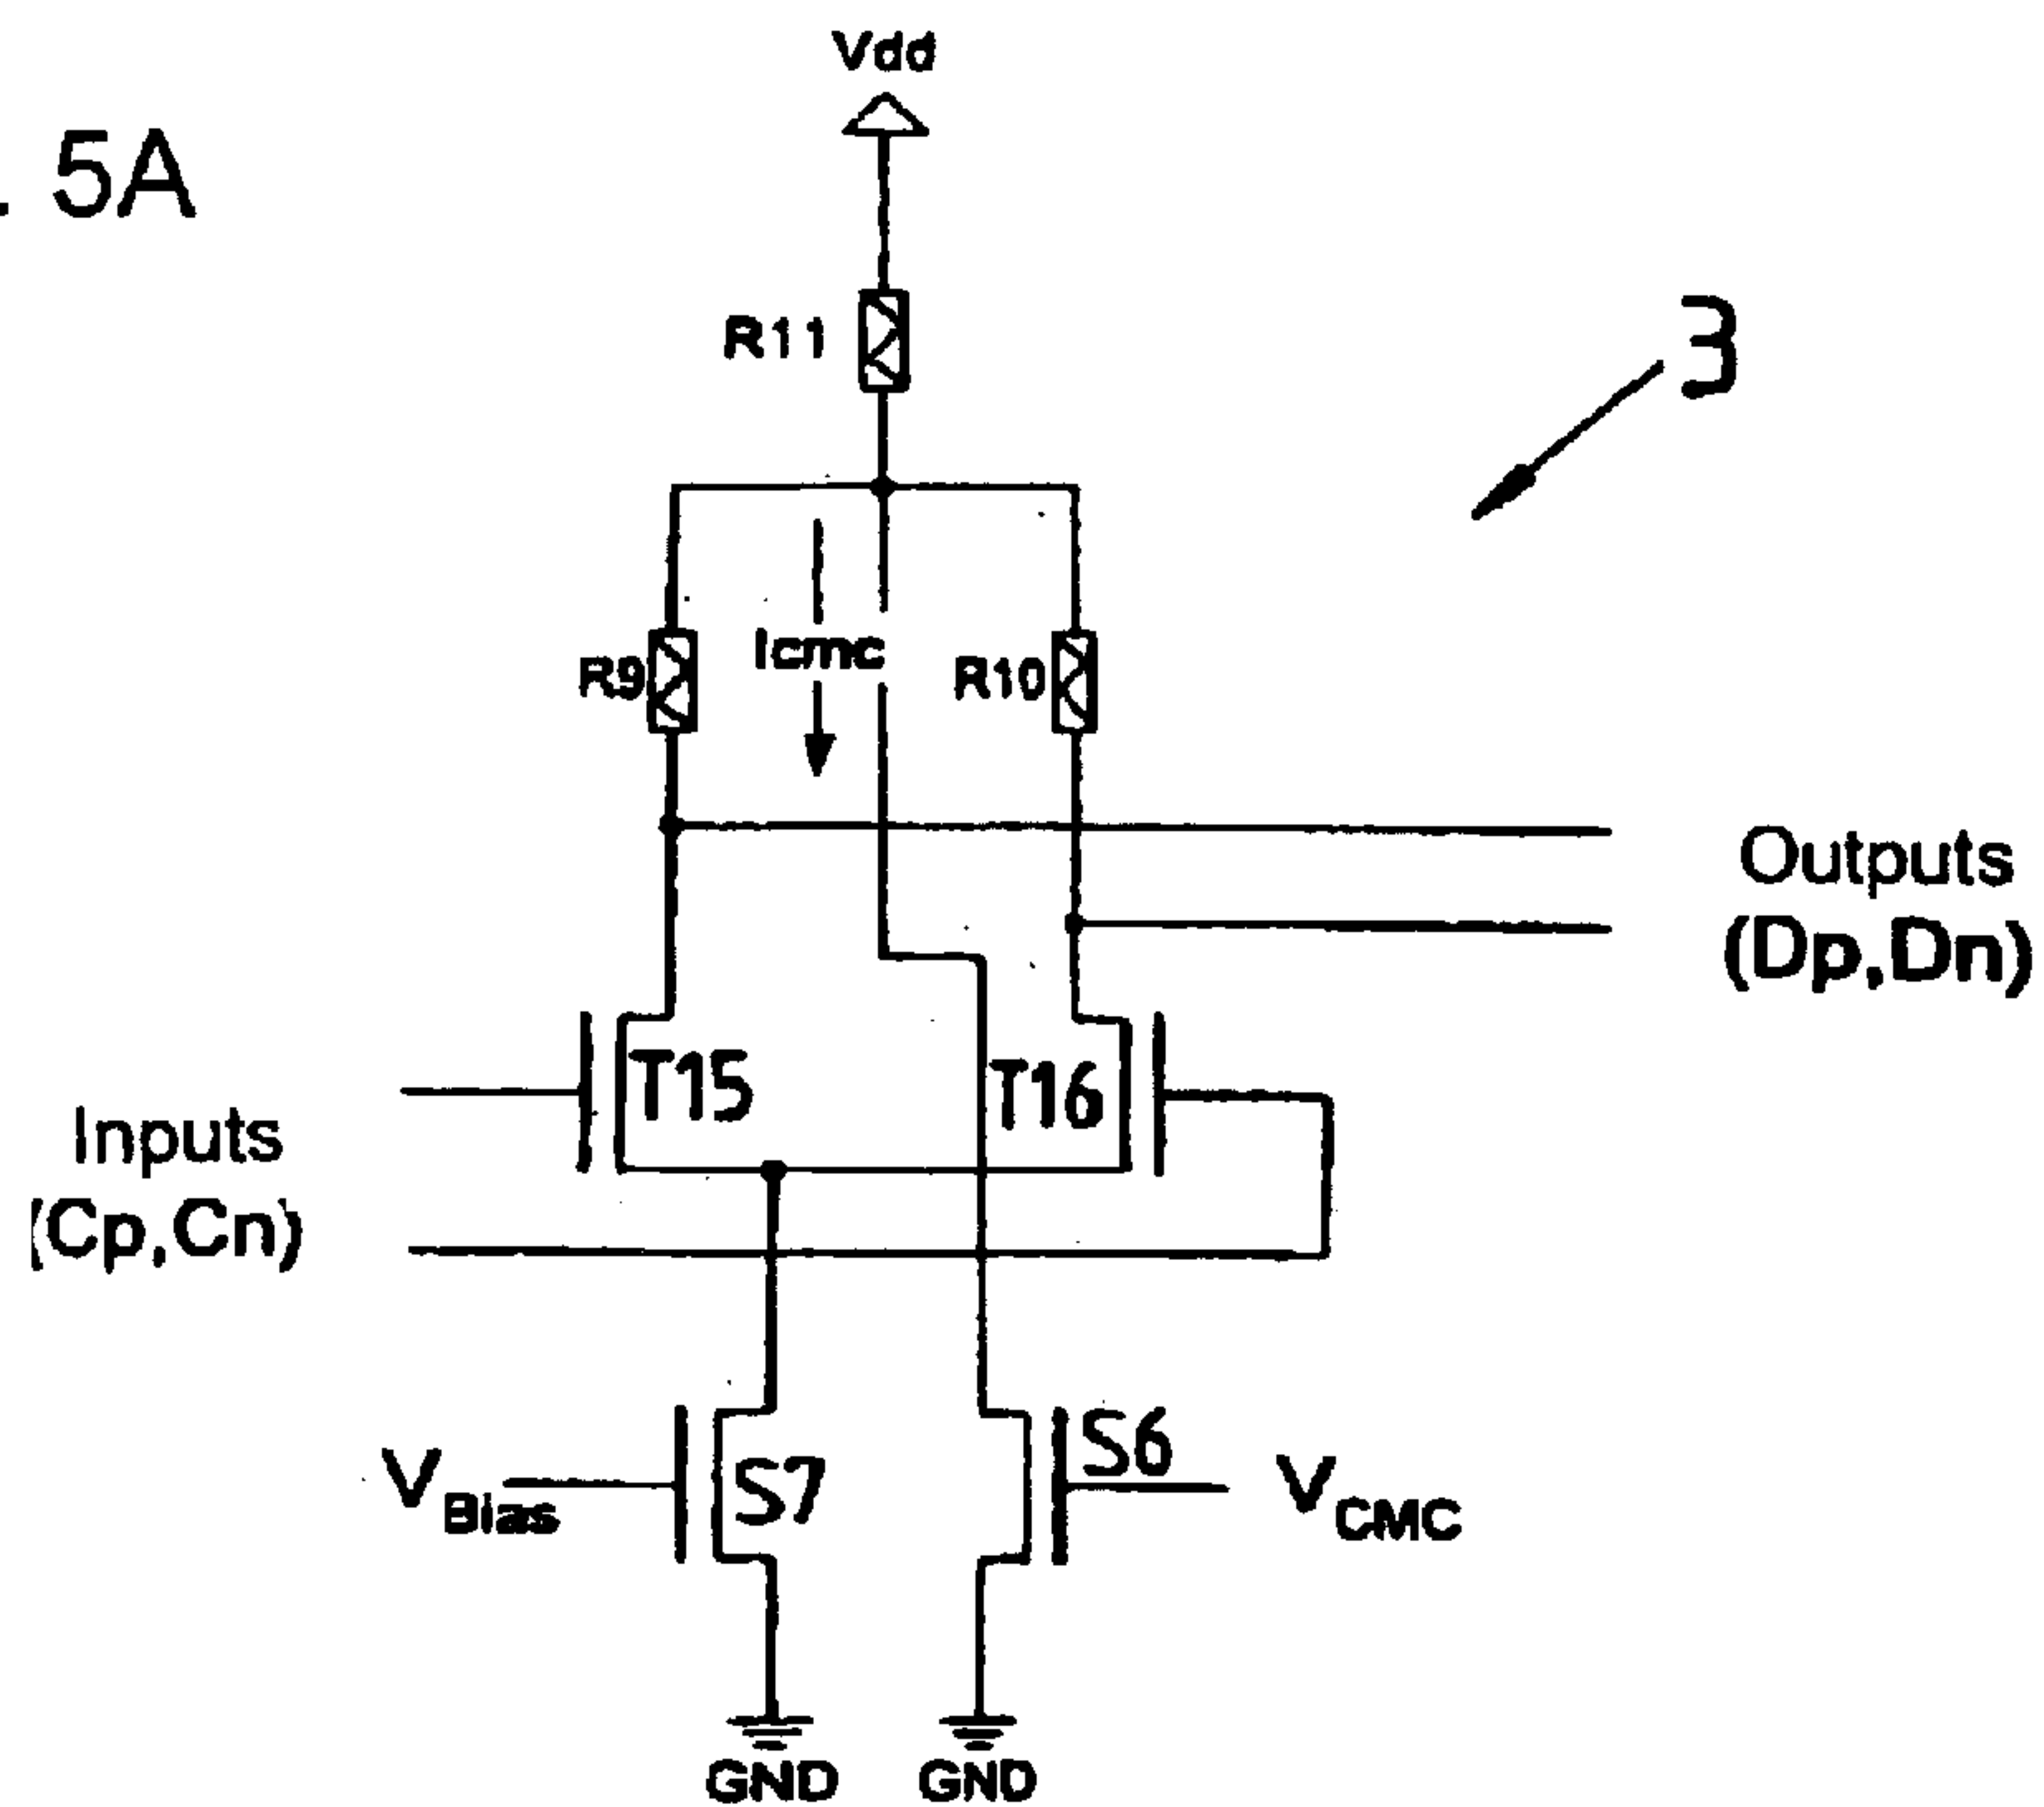 Vdd
. 5A
R11
3
Icmc
R9
R10
Outputs
(Dp,Dn)
T15
T16
Inputs
(Cp,Cn)
S6
VBias
S7
VCMC
GND
GND